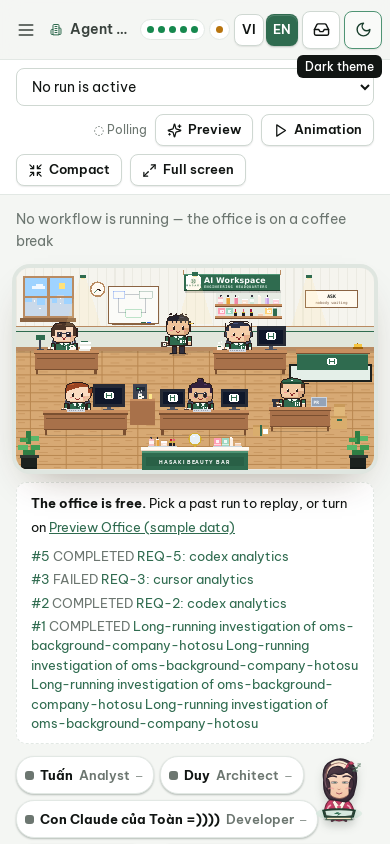 Agent ...
VI
EN
Dark theme
No run is active
Polling
Preview
Animation
Compact
Full screen
No workflow is running — the office is on a coffee
break
AI Workspace
ENGINEERING HEADQUARTERS
ASK
nobody waiting
HASAKI BEAUTY BAR
The office is free. Pick a past run to replay, or turn
on Preview Office (sample data)
#5 COMPLETED REQ-5: codex analytics
#3 FAILED REQ-3: cursor analytics
#2 COMPLETED REQ-2: codex analytics
#1 COMPLETED Long-running investigation of oms-
background-company-hotosu Long-running
investigation of oms-background-company-hotosu
Long-running investigation of oms-background-
company-hotosu Long-running investigation of
oms-background-company-hotosu
Tuấn Analyst –
Duy Architect –
Con Claude của Toàn =)))) Developer –